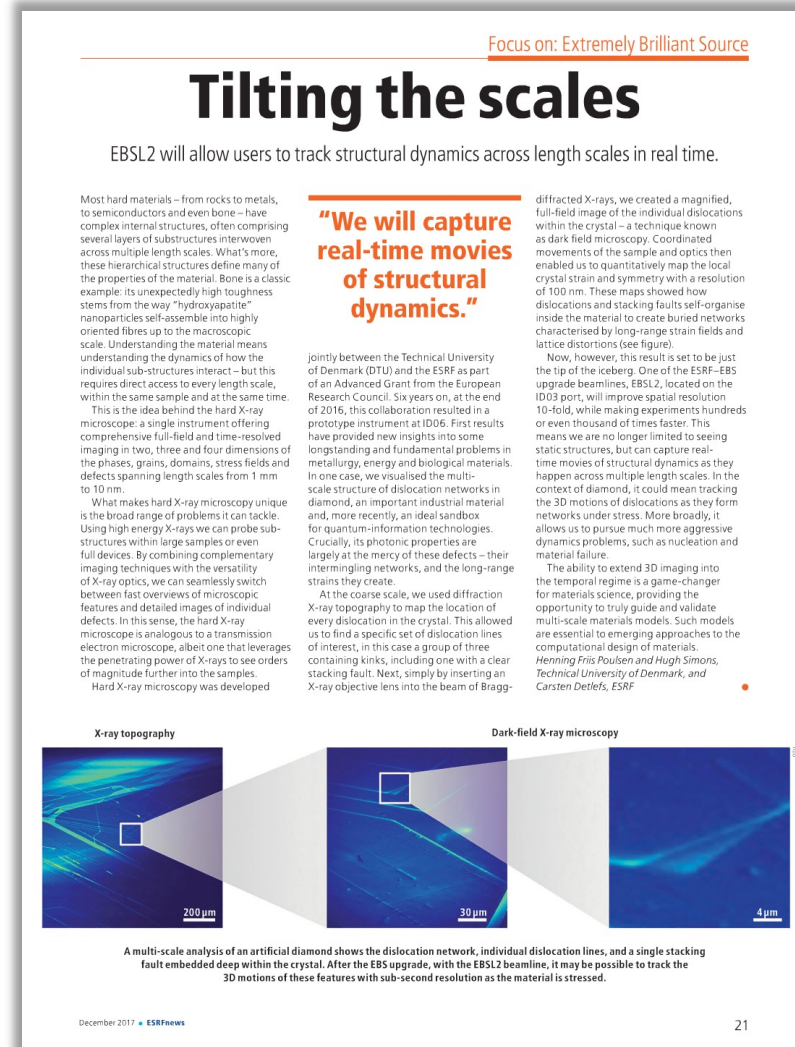 Focus on: Extremely Brilliant Source
Tilting the scales
EBSL2 will allow users to track structural dynamics across length scales in real time.
Most hard materials – from rocks to metals,
to semiconductors and even bone – have
complex internal structures, often comprising
several layers of substructures interwoven
across multiple length scales. What's more,
these hierarchical structures define many of
the properties of the material. Bone is a classic
example: its unexpectedly high toughness
stems from the way "hydroxyapatite"
nanoparticles self-assemble into highly
oriented fibres up to the macroscopic
scale. Understanding the material means
understanding the dynamics of how the
individual sub-structures interact – but this
requires direct access to every length scale,
within the same sample and at the same time.
This is the idea behind the hard X-ray
microscope: a single instrument offering
comprehensive full-field and time-resolved
imaging in two, three and four dimensions of
the phases, grains, domains, stress fields and
defects spanning length scales from 1 mm
to 10 nm.
What makes hard X-ray microscopy unique
is the broad range of problems it can tackle.
Using high energy X-rays we can probe sub-
structures within large samples or even
full devices. By combining complementary
imaging techniques with the versatility
of X-ray optics, we can seamlessly switch
between fast overviews of microscopic
features and detailed images of individual
defects. In this sense, the hard X-ray
microscope is analogous to a transmission
electron microscope, albeit one that leverages
the penetrating power of X-rays to see orders
of magnitude further into the samples.
Hard X-ray microscopy was developed
"We will capture
real-time movies
of structural
dynamics."
jointly between the Technical University
of Denmark (DTU) and the ESRF as part
of an Advanced Grant from the European
Research Council. Six years on, at the end
of 2016, this collaboration resulted in a
prototype instrument at ID06. First results
have provided new insights into some
longstanding and fundamental problems in
metallurgy, energy and biological materials.
In one case, we visualised the multi-
scale structure of dislocation networks in
diamond, an important industrial material
and, more recently, an ideal sandbox
for quantum-information technologies.
Crucially, its photonic properties are
largely at the mercy of these defects – their
intermingling networks, and the long-range
strains they create.
At the coarse scale, we used diffraction
X-ray topography to map the location of
every dislocation in the crystal. This allowed
us to find a specific set of dislocation lines
of interest, in this case a group of three
containing kinks, including one with a clear
stacking fault. Next, simply by inserting an
X-ray objective lens into the beam of Bragg-
diffracted X-rays, we created a magnified,
full-field image of the individual dislocations
within the crystal – a technique known
as dark field microscopy. Coordinated
movements of the sample and optics then
enabled us to quantitatively map the local
crystal strain and symmetry with a resolution
of 100 nm. These maps showed how
dislocations and stacking faults self-organise
inside the material to create buried networks
characterised by long-range strain fields and
lattice distortions (see figure).
Now, however, this result is set to be just
the tip of the iceberg. One of the ESRF–EBS
upgrade beamlines, EBSL2, located on the
ID03 port, will improve spatial resolution
10-fold, while making experiments hundreds
or even thousand of times faster. This
means we are no longer limited to seeing
static structures, but can capture real-
time movies of structural dynamics as they
happen across multiple length scales. In the
context of diamond, it could mean tracking
the 3D motions of dislocations as they form
networks under stress. More broadly, it
allows us to pursue much more aggressive
dynamics problems, such as nucleation and
material failure.
The ability to extend 3D imaging into
the temporal regime is a game-changer
for materials science, providing the
opportunity to truly guide and validate
multi-scale materials models. Such models
are essential to emerging approaches to the
computational design of materials.
Henning Friis Poulsen and Hugh Simons,
Technical University of Denmark, and
Carsten Detlefs, ESRF
X-ray topography
Dark-field X-ray microscopy
200 µm
30 µm
4 µm
A multi-scale analysis of an artificial diamond shows the dislocation network, individual dislocation lines, and a single stacking
fault embedded deep within the crystal. After the EBS upgrade, with the EBSL2 beamline, it may be possible to track the
3D motions of these features with sub-second resolution as the material is stressed.
December 2017 • ESRFnews
21